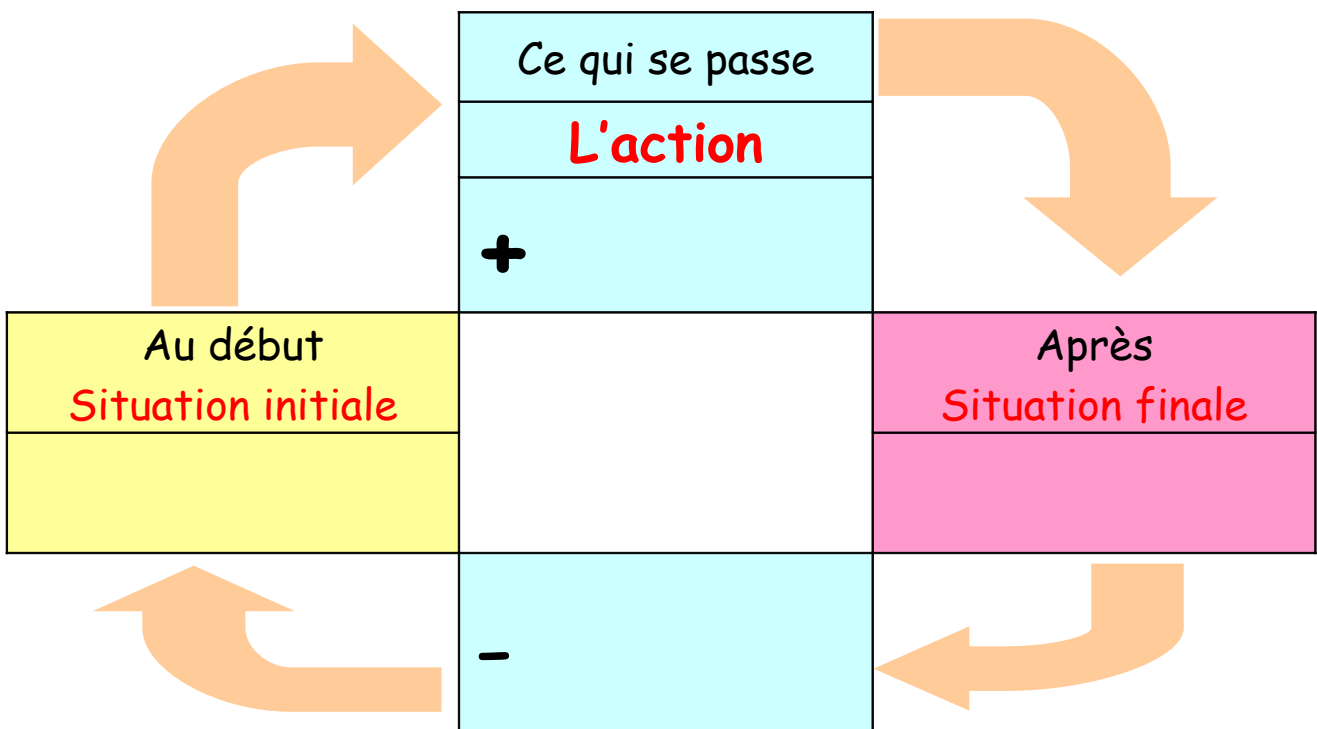 Ce qui se passe
L'action
+
Au début
Situation initiale
Après
Situation finale
-